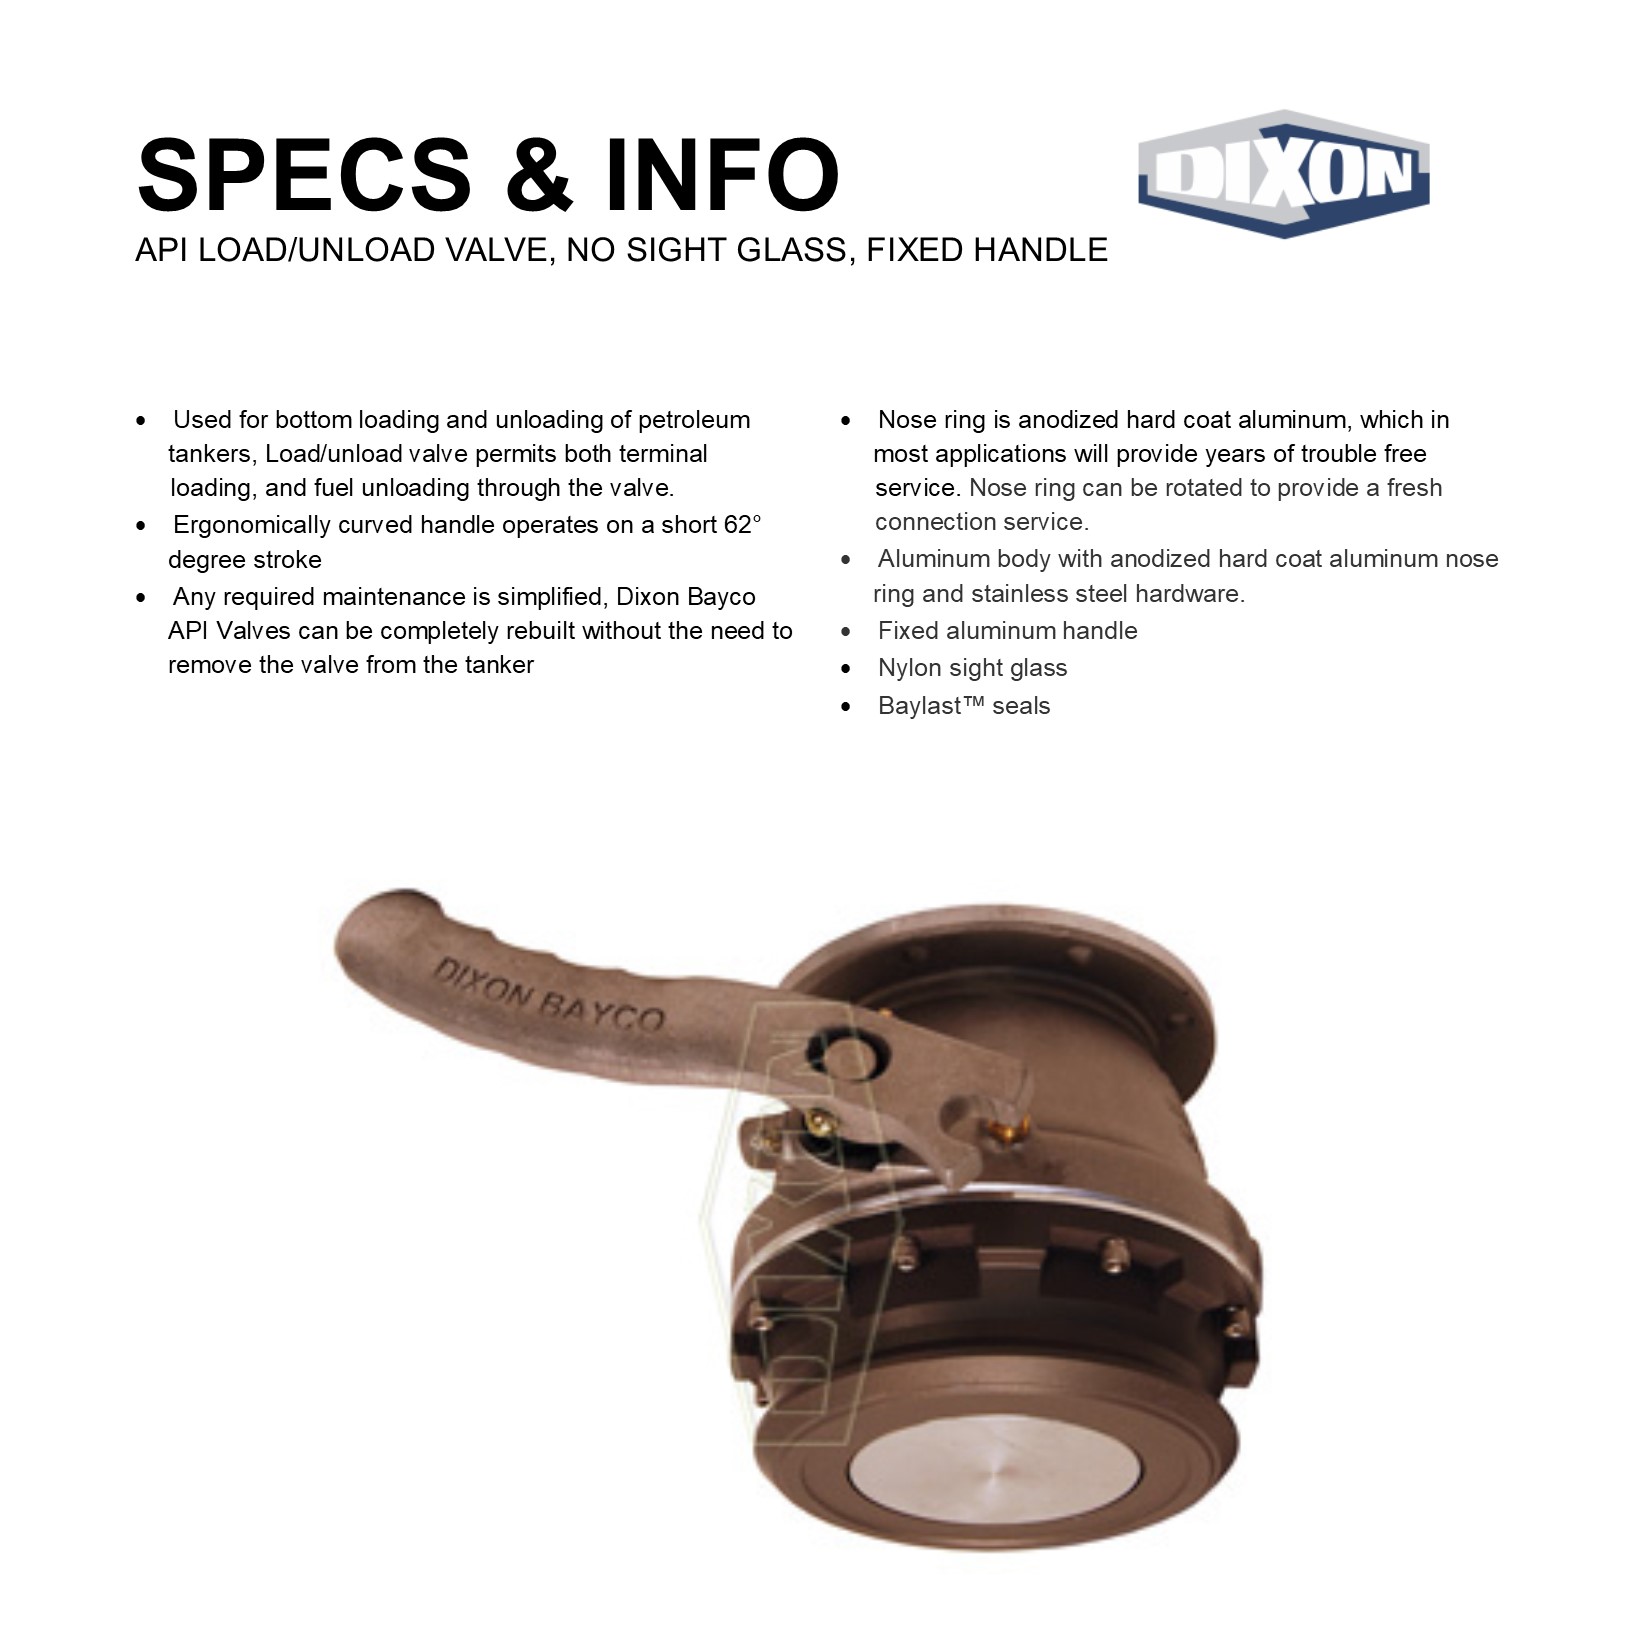 SPECS & INFO
API LOAD/UNLOAD VALVE, NO SIGHT GLASS, FIXED HANDLE
DIXON
• Used for bottom loading and unloading of petroleum
tankers, Load/unload valve permits both terminal
loading, and fuel unloading through the valve.
• Ergonomically curved handle operates on a short 62°
degree stroke
• Any required maintenance is simplified, Dixon Bayco
API Valves can be completely rebuilt without the need to
remove the valve from the tanker
• Nose ring is anodized hard coat aluminum, which in
most applications will provide years of trouble free
service. Nose ring can be rotated to provide a fresh
connection service.
• Aluminum body with anodized hard coat aluminum nose
ring and stainless steel hardware.
• Fixed aluminum handle
• Nylon sight glass
• Baylast™ seals
DIXON BAYCO
DIXON